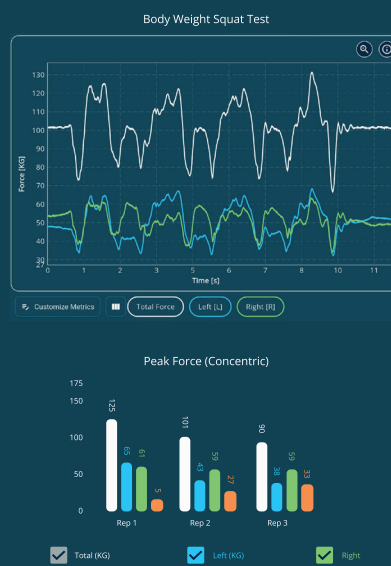 Body Weight Squat Test
130
120
110
100
90
80
70
60
50
40
30
27
Force [KG]
0 1 2 3 4 5 6 7 8 9 10 11
Time [s]
Customize Metrics Total Force Left [L] Right [R]
Peak Force (Concentric)
175
150
100
50
0
125 65 61 5
101 43 59 27
90 38 59 33
Rep 1 Rep 2 Rep 3
Total (KG) Left (KG) Right